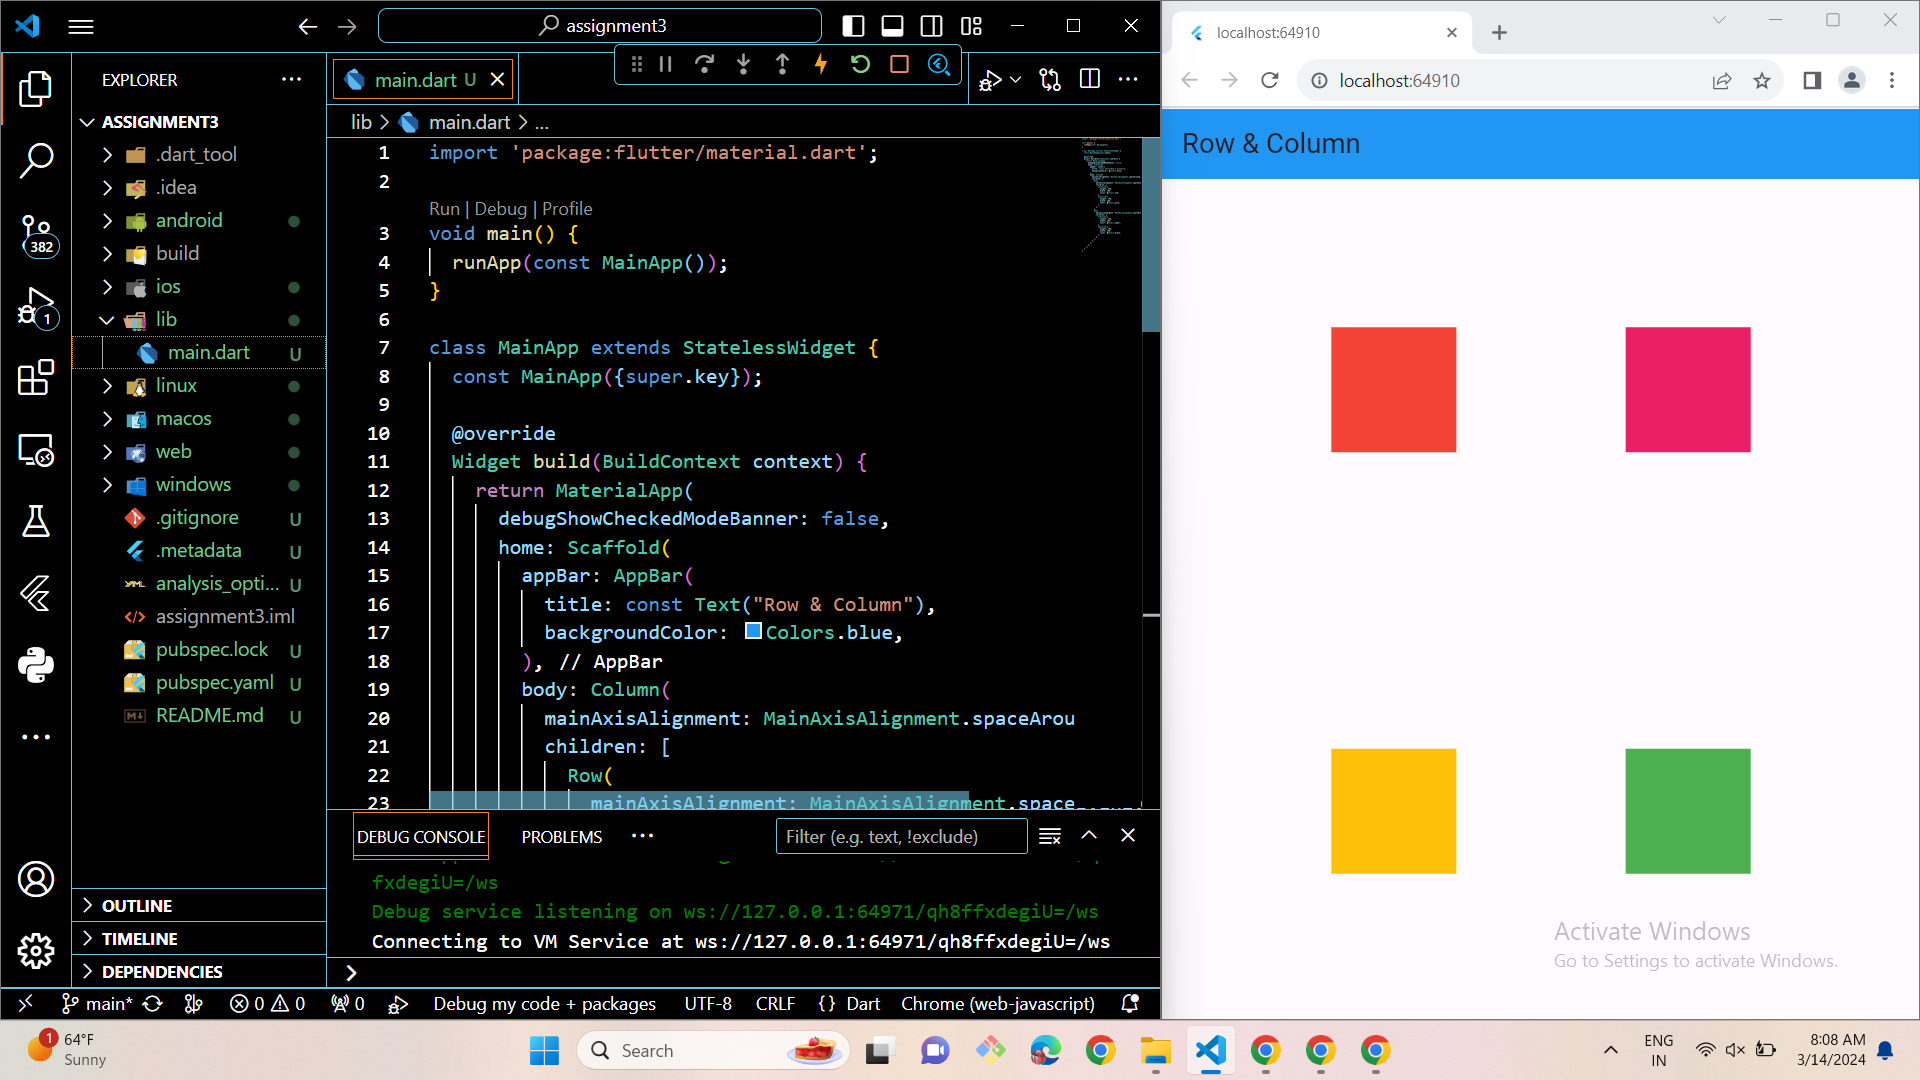 assignment3
EXPLORER
ASSIGNMENT3
.dart_tool
.idea
android
build
ios
lib
main.dart U
linux
macos
web
windows
.gitignore U
.metadata U
analysis_opti... U
assignment3.iml
pubspec.lock U
pubspec.yaml U
README.md U
OUTLINE
TIMELINE
DEPENDENCIES
382
1
main.dart U
lib > main.dart > ...
1 import 'package:flutter/material.dart';
2
Run | Debug | Profile
3 void main() {
4 runApp(const MainApp());
5 }
6
7 class MainApp extends StatelessWidget {
8 const MainApp({super.key});
9
10 @override
11 Widget build(BuildContext context) {
12 return MaterialApp(
13 debugShowCheckedModeBanner: false,
14 home: Scaffold(
15 appBar: AppBar(
16 title: const Text("Row & Column"),
17 backgroundColor: Colors.blue,
18 ), // AppBar
19 body: Column(
20 mainAxisAlignment: MainAxisAlignment.spaceArou
21 children: [
22 Row(
23 mainAxisAlignment: MainAxisAlignment.space
DEBUG CONSOLE
PROBLEMS
Filter (e.g. text, !exclude)
fxdegiU=/ws
Debug service listening on ws://127.0.0.1:64971/qh8ffxdegiU=/ws
Connecting to VM Service at ws://127.0.0.1:64971/qh8ffxdegiU=/ws
main* 0 0 0 Debug my code + packages UTF-8 CRLF {} Dart Chrome (web-javascript)
localhost:64910
localhost:64910
Row & Column
Activate Windows
Go to Settings to activate Windows.
1
64°F
Sunny
Search
ENG
IN
8:08 AM
3/14/2024